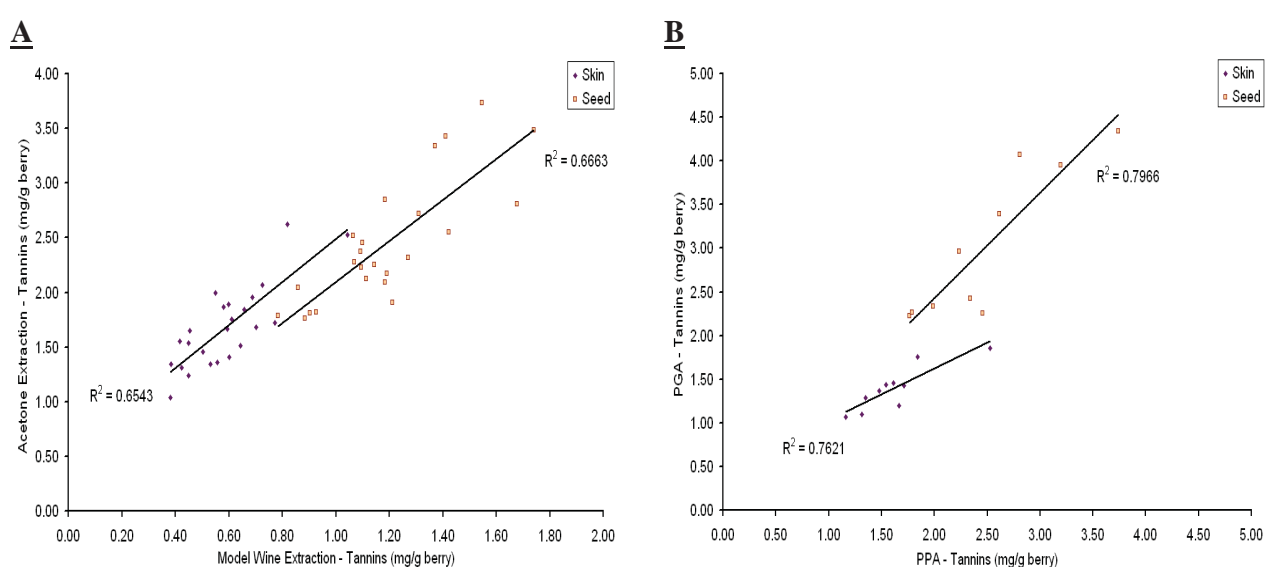 A
Acetone Extraction - Tannins (mg/g berry)
4.00
3.50
3.00
2.50
2.00
1.50
1.00
0.50
0.00
0.00 0.20 0.40 0.60 0.80 1.00 1.20 1.40 1.60 1.80 2.00
Model Wine Extraction - Tannins (mg/g berry)
Skin
Seed
R² = 0.6663
R² = 0.6543
B
PGA - Tannins (mg/g berry)
5.00
4.50
4.00
3.50
3.00
2.50
2.00
1.50
1.00
0.50
0.00
0.00 0.50 1.00 1.50 2.00 2.50 3.00 3.50 4.00 4.50 5.00
PPA - Tannins (mg/g berry)
Skin
Seed
R² = 0.7966
R² = 0.7621